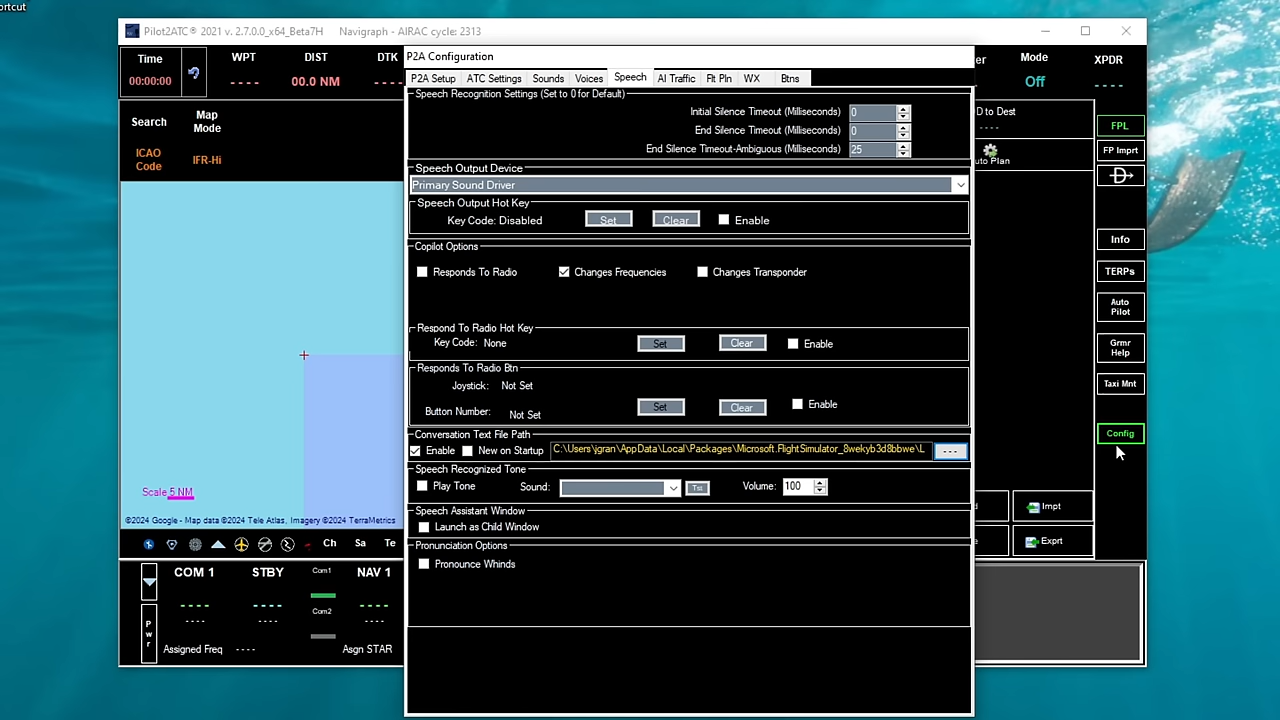 ortcut
Pilot2ATC® 2021 v. 2.7.0.0_x64_Beta7H Navigraph - AIRAC cycle: 2313
Time WPT DIST DTK
00:00:00 ---- 00.0 NM ----
P2A Configuration
er Mode XPDR
Off ----
P2A Setup ATC Settings Sounds Voices Speech AI Traffic Flt Pln WX Btns
Search Map Mode
ICAO Code IFR-Hi
D to Dest
----
uto Plan
FPL
FP Imprt
D
Info
TERPs
Auto Pilot
Grmr Help
Taxi Mnt
Config
Speech Recognition Settings (Set to 0 for Default)
Initial Silence Timeout (Milliseconds) 0
End Silence Timeout (Milliseconds) 0
End Silence Timeout-Ambiguous (Milliseconds) 25
Speech Output Device
Primary Sound Driver
Speech Output Hot Key
Key Code: Disabled Set Clear Enable
Copilot Options
Responds To Radio Changes Frequencies Changes Transponder
Respond To Radio Hot Key
Key Code: None Set Clear Enable
Responds To Radio Btn
Joystick: Not Set
Button Number: Not Set Set Clear Enable
Conversation Text File Path
Enable New on Startup C:\Users\jgran\AppData\Local\Packages\Microsoft.FlightSimulator_8wekyb3d8bbwe\L ---
Speech Recognized Tone
Play Tone Sound: Tst Volume: 100
Speech Assistant Window
Launch as Child Window
Pronunciation Options
Pronounce Whinds
Scale 5 NM
©2024 Google - Map data ©2024 Tele Atlas, Imagery ©2024 TerraMetrics
Ch Sa Te
COM 1 STBY Com1 NAV 1
---- ---- ----
---- ---- Com2 ----
Pwr
Assigned Freq ---- Asgn STAR
d Impt
e Exprt